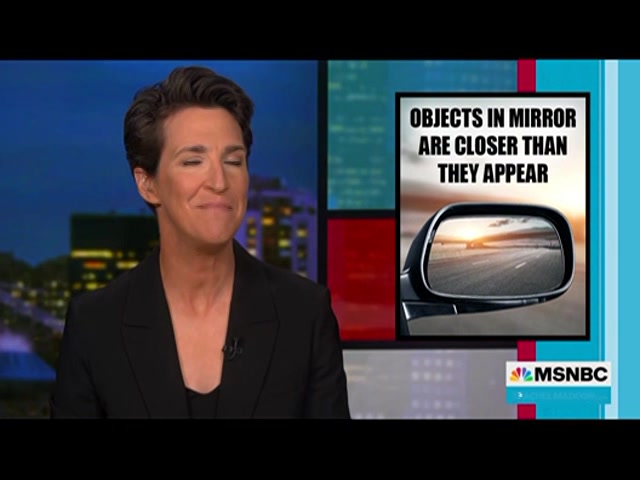 OBJECTS IN MIRROR
ARE CLOSER THAN
THEY APPEAR
MSNBC